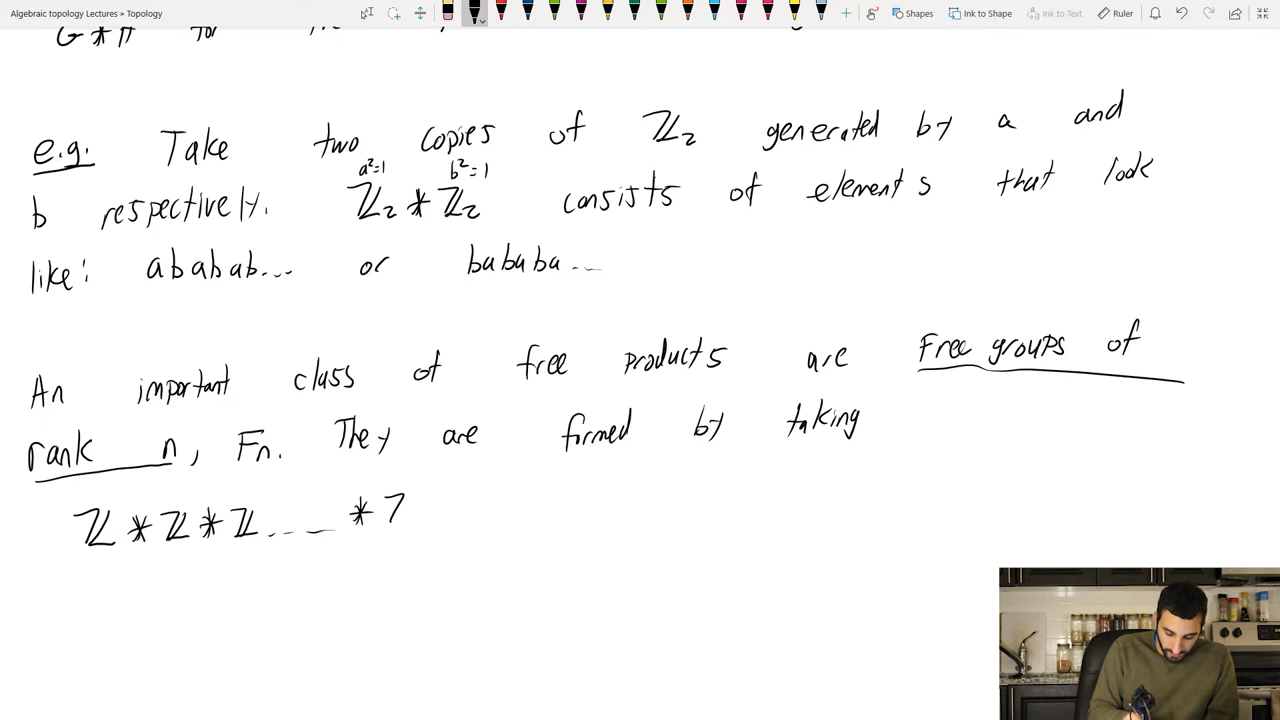 Algebraic topology Lectures » Topology
Shapes Ink to Shape Ink to Text Ruler
G * H for
e.g. Take two copies of ℤ₂ generated by a and
a²=1 b²=1
b respectively. ℤ₂ * ℤ₂ consists of elements that look
like: ababab... or bababa...
An important class of free products are Free groups of
rank n, Fn. They are formed by taking
ℤ * ℤ * ℤ.... *